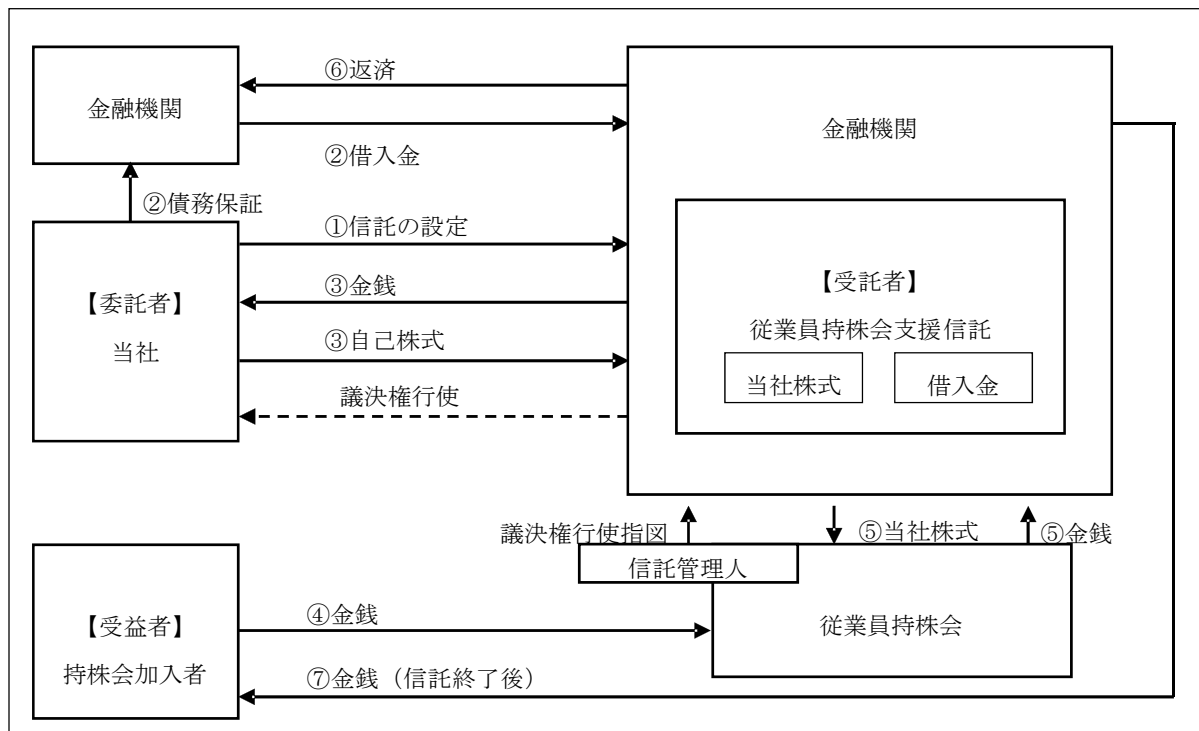 ⑥返済
金融機関
②借入金
②債務保証
金融機関
①信託の設定
③金銭
【委託者】
当社
③自己株式
議決権行使
【受託者】
従業員持株会支援信託
当社株式
借入金
議決権行使指図
⑤当社株式
⑤金銭
信託管理人
従業員持株会
④金銭
【受益者】
持株会加入者
⑦金銭（信託終了後）